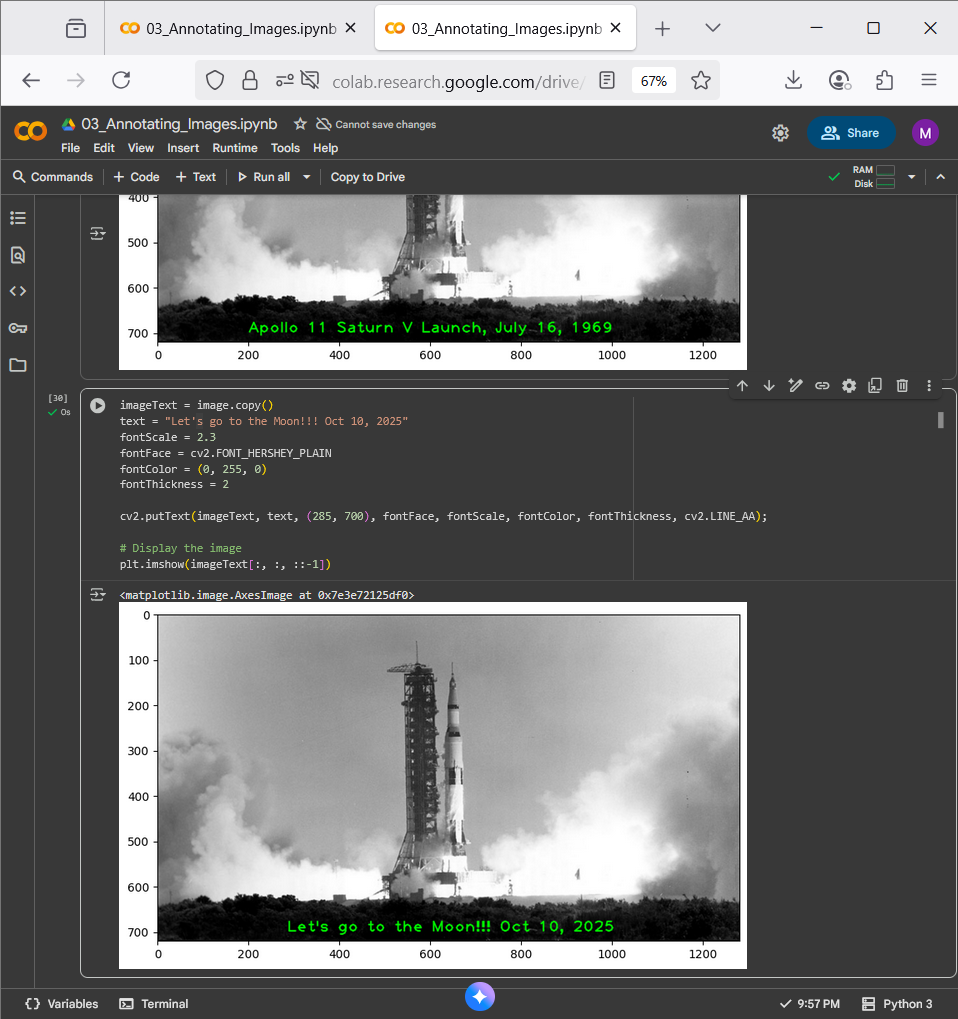 03_Annotating_Images.ipynb
03_Annotating_Images.ipynb
colab.research.google.com/drive/
67%
03_Annotating_Images.ipynb
Cannot save changes
File Edit View Insert Runtime Tools Help
Share
M
Commands + Code + Text Run all Copy to Drive
RAM
Disk
400
500
600
700
Apollo 11 Saturn V Launch, July 16, 1969
0 200 400 600 800 1000 1200
[30]
0s
imageText = image.copy()
text = "Let's go to the Moon!!! Oct 10, 2025"
fontScale = 2.3
fontFace = cv2.FONT_HERSHEY_PLAIN
fontColor = (0, 255, 0)
fontThickness = 2
cv2.putText(imageText, text, (285, 700), fontFace, fontScale, fontColor, fontThickness, cv2.LINE_AA);
# Display the image
plt.imshow(imageText[:, :, ::-1])
<matplotlib.image.AxesImage at 0x7e3e72125df0>
0
100
200
300
400
500
600
700
Let's go to the Moon!!! Oct 10, 2025
0 200 400 600 800 1000 1200
{} Variables Terminal
9:57 PM Python 3